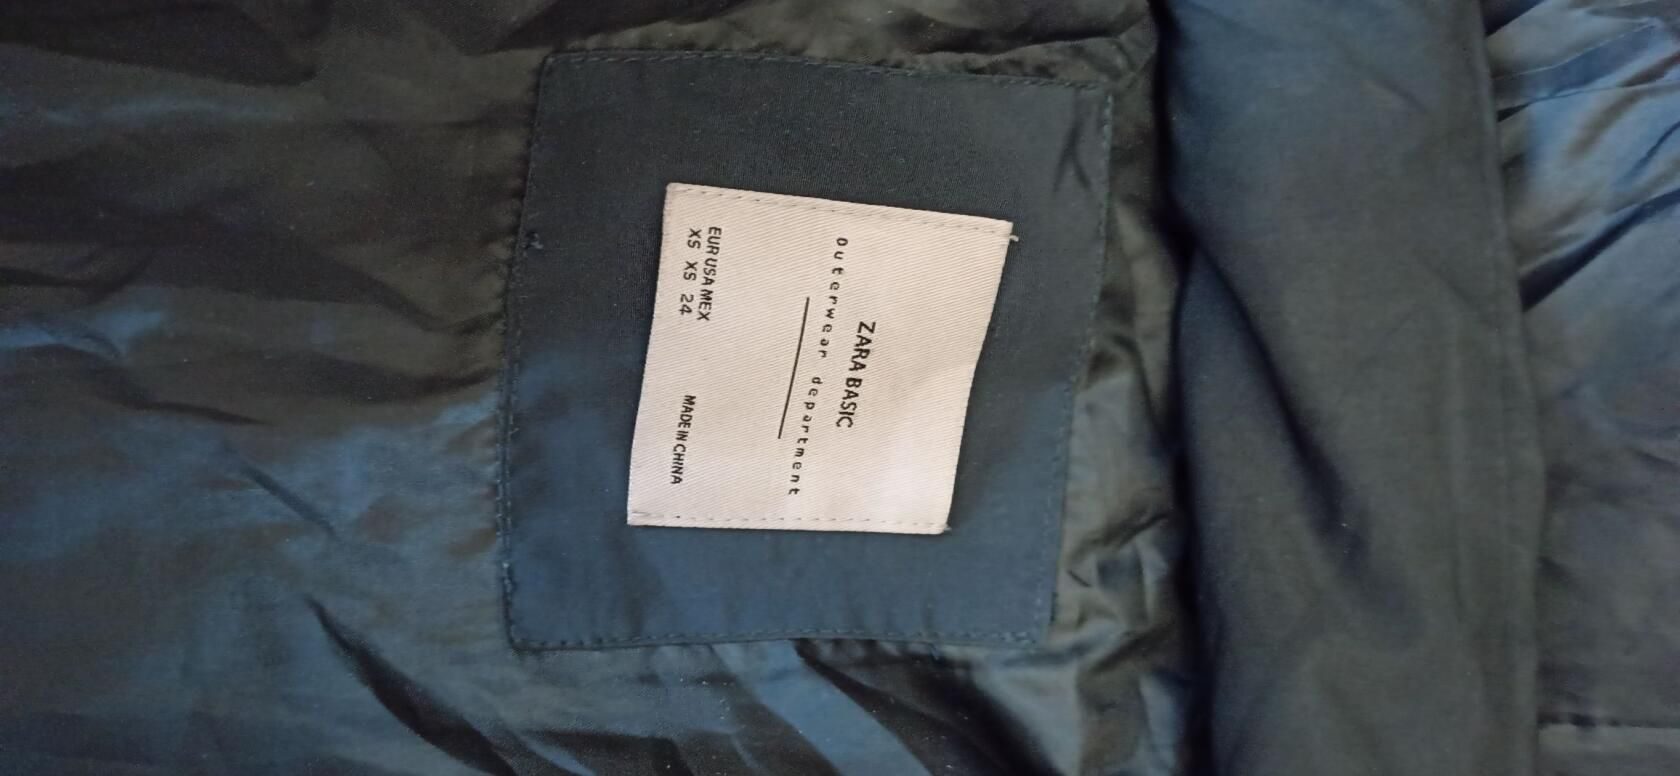 ZARA BASIC
outerwear department
EUR USA MEX
XS XS 24
MADE IN CHINA